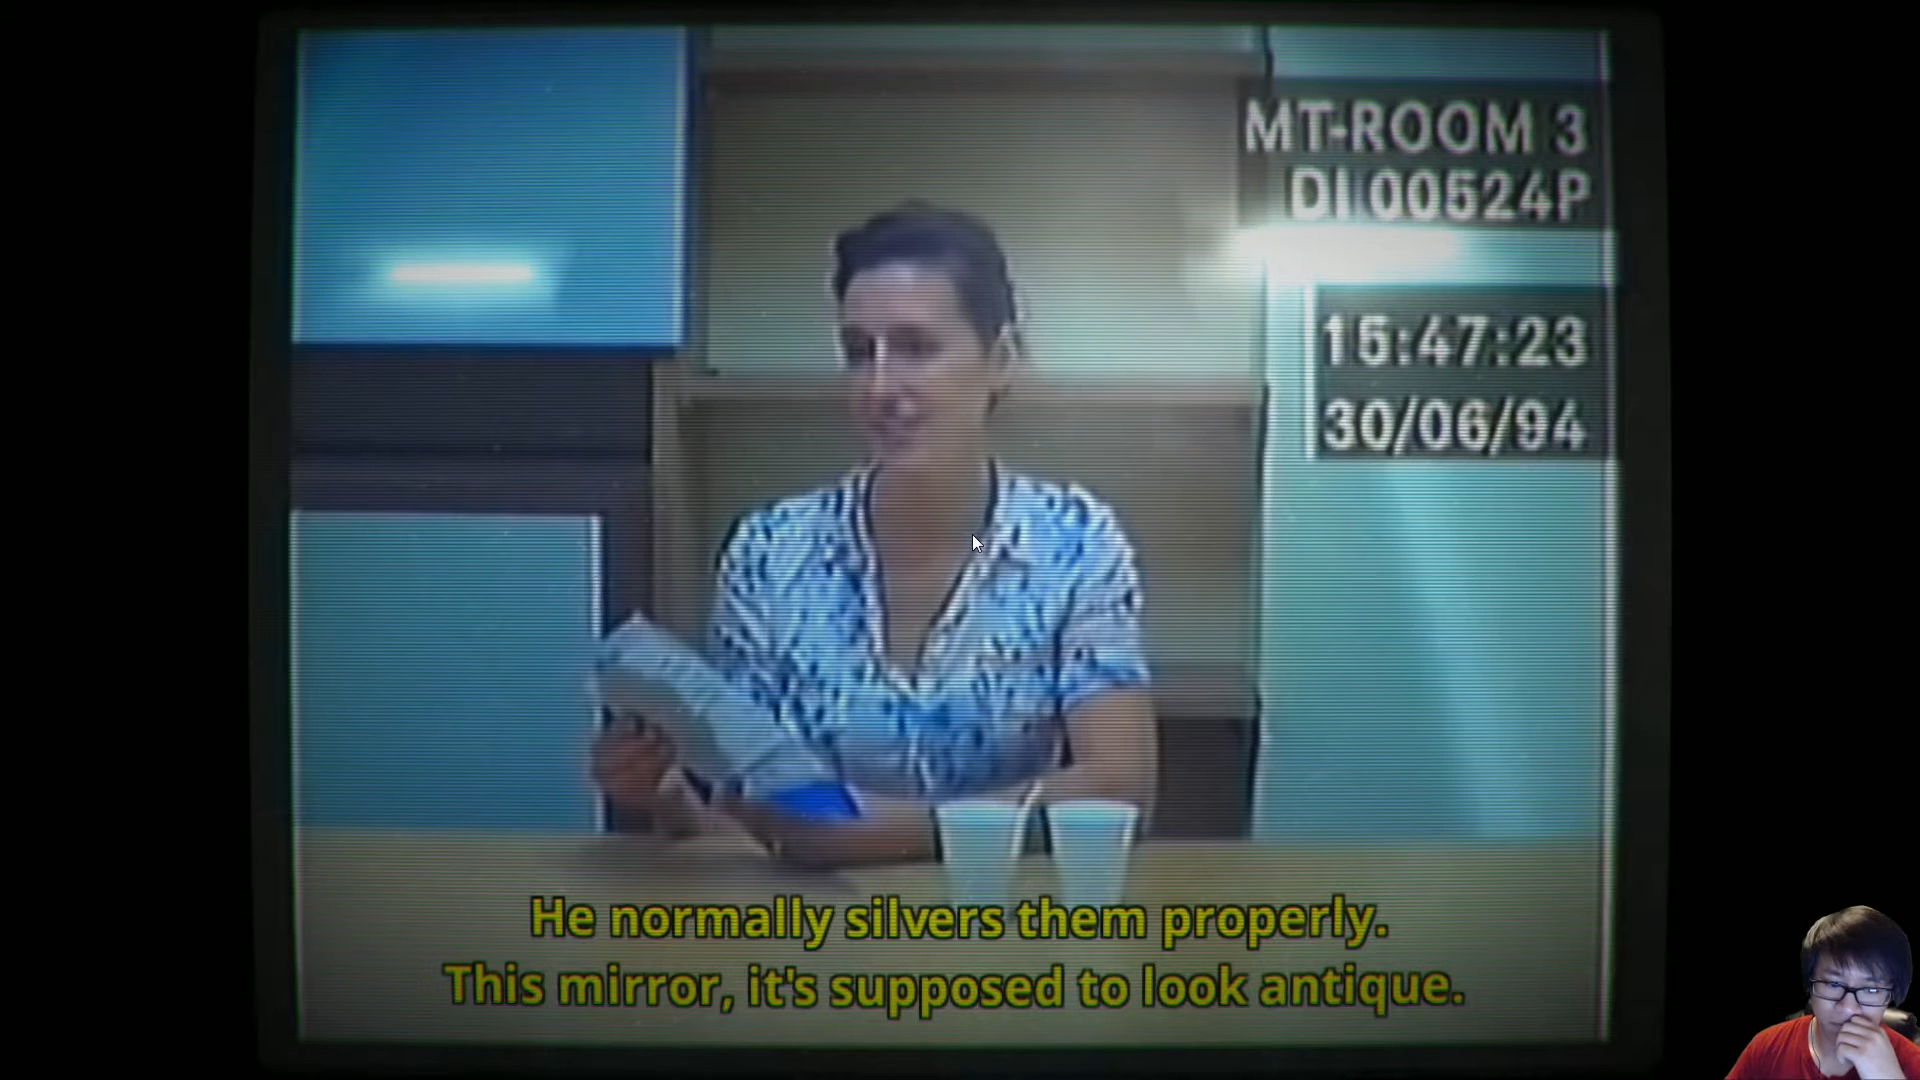 MT-ROOM 3
DI 00524P
15:47:23
30/06/94
He normally silvers them properly.
This mirror, it's supposed to look antique.